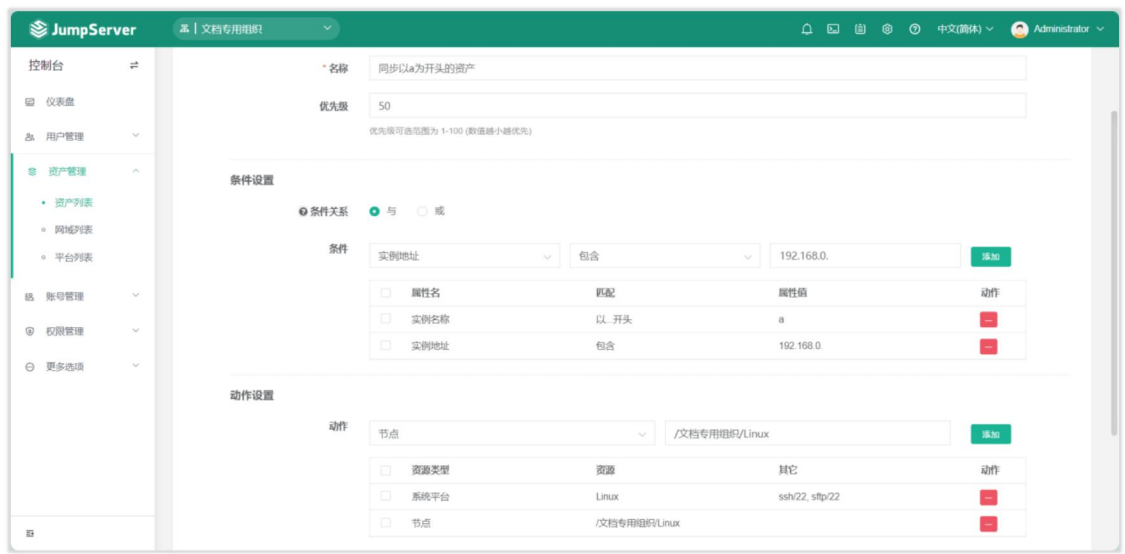 JumpServer 文档专用组织 中文(简体) Administrator
控制台
仪表盘
用户管理
资产管理
资产列表
网域列表
平台列表
账号管理
权限管理
更多选项
* 名称 同步以a为开头的资产
优先级 50
优先级可选范围为 1-100 (数值越小越优先)
条件设置
条件关系 与 或
条件 实例地址 包含 192.168.0. 添加
属性名 匹配 属性值 动作
实例名称 以...开头 a
实例地址 包含 192.168.0.
动作设置
动作 节点 /文档专用组织/Linux 添加
资源类型 资源 其它 动作
系统平台 Linux ssh/22, sftp/22
节点 /文档专用组织/Linux